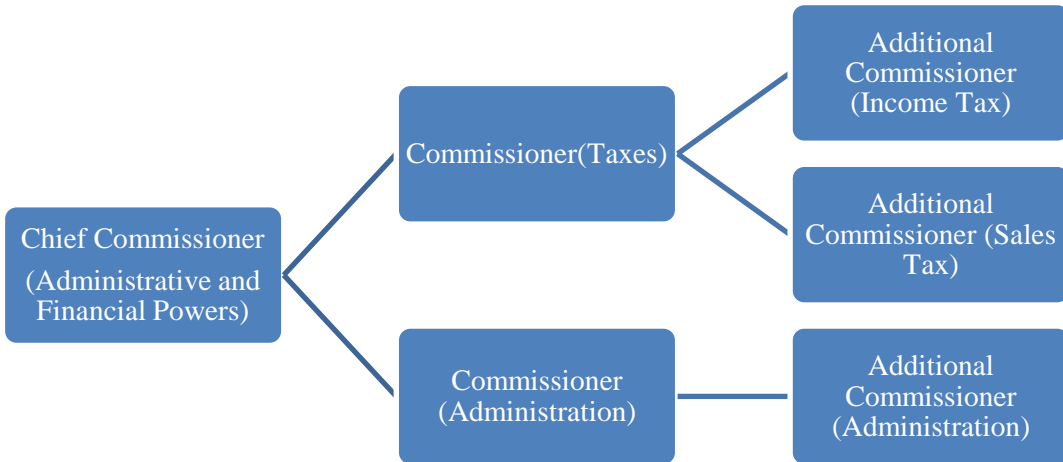 Chief Commissioner
(Administrative and
Financial Powers)
Commissioner(Taxes)
Commissioner
(Administration)
Additional
Commissioner
(Income Tax)
Additional
Commissioner (Sales
Tax)
Additional
Commissioner
(Administration)